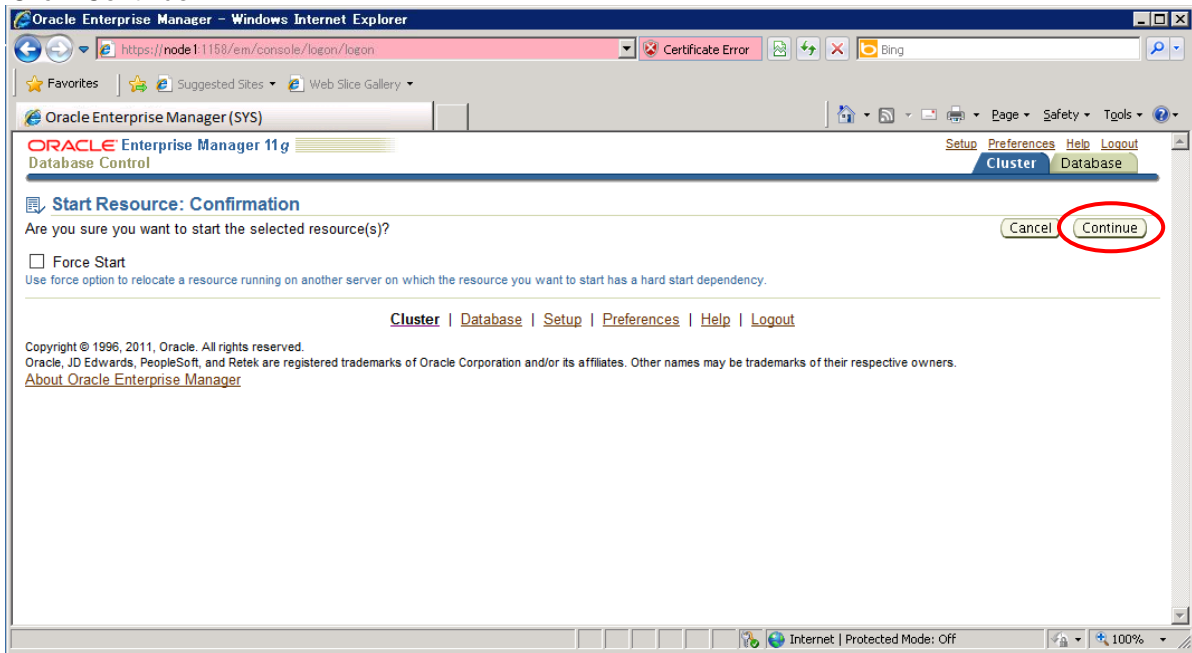 Oracle Enterprise Manager - Windows Internet Explorer
https://node1:1158/em/console/logon/logon
Certificate Error
Bing
Favorites
Suggested Sites
Web Slice Gallery
Oracle Enterprise Manager (SYS)
Page
Safety
Tools
ORACLE Enterprise Manager 11g
Database Control
Setup Preferences Help Logout
Cluster Database
Start Resource: Confirmation
Are you sure you want to start the selected resource(s)?
Cancel Continue
Force Start
Use force option to relocate a resource running on another server on which the resource you want to start has a hard start dependency.
Cluster | Database | Setup | Preferences | Help | Logout
Copyright © 1996, 2011, Oracle. All rights reserved.
Oracle, JD Edwards, PeopleSoft, and Retek are registered trademarks of Oracle Corporation and/or its affiliates. Other names may be trademarks of their respective owners.
About Oracle Enterprise Manager
Internet | Protected Mode: Off
100%